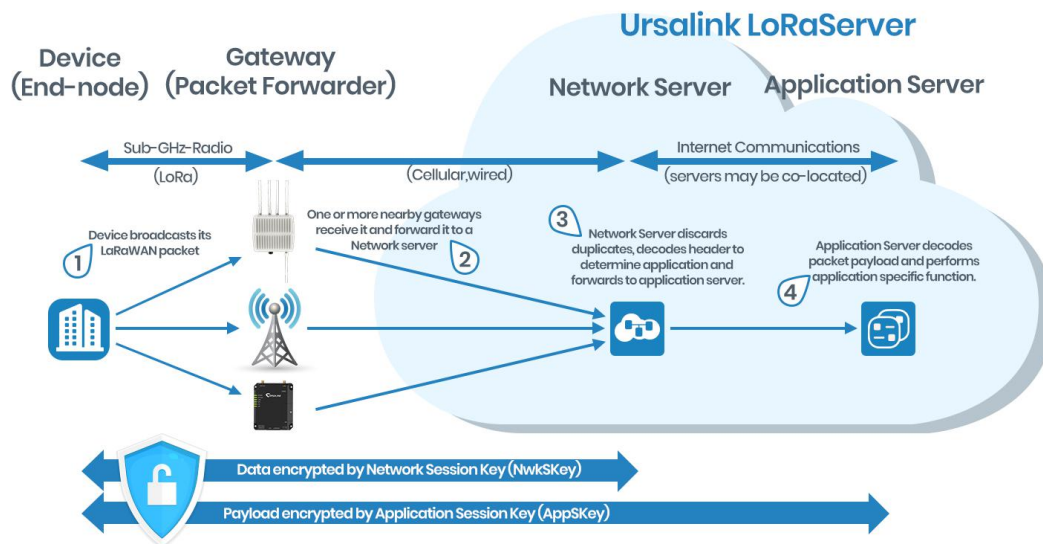 Ursalink LoRaServer
Device
(End-node)
Gateway
(Packet Forwarder)
Network Server
Application Server
Sub-GHz-Radio
(LoRa)
(Cellular,wired)
Internet Communications
(servers may be co-located)
1
Device broadcasts its
LaRaWAN packet
One or more nearby gateways
receive it and forward it to a
Network server
2
3
Network Server discards
duplicates, decodes header to
determine application and
forwards to application server.
4
Application Server decodes
packet payload and performs
application specific function.
Data encrypted by Network Session Key (NwkSKey)
Payload encrypted by Application Session Key (AppSKey)